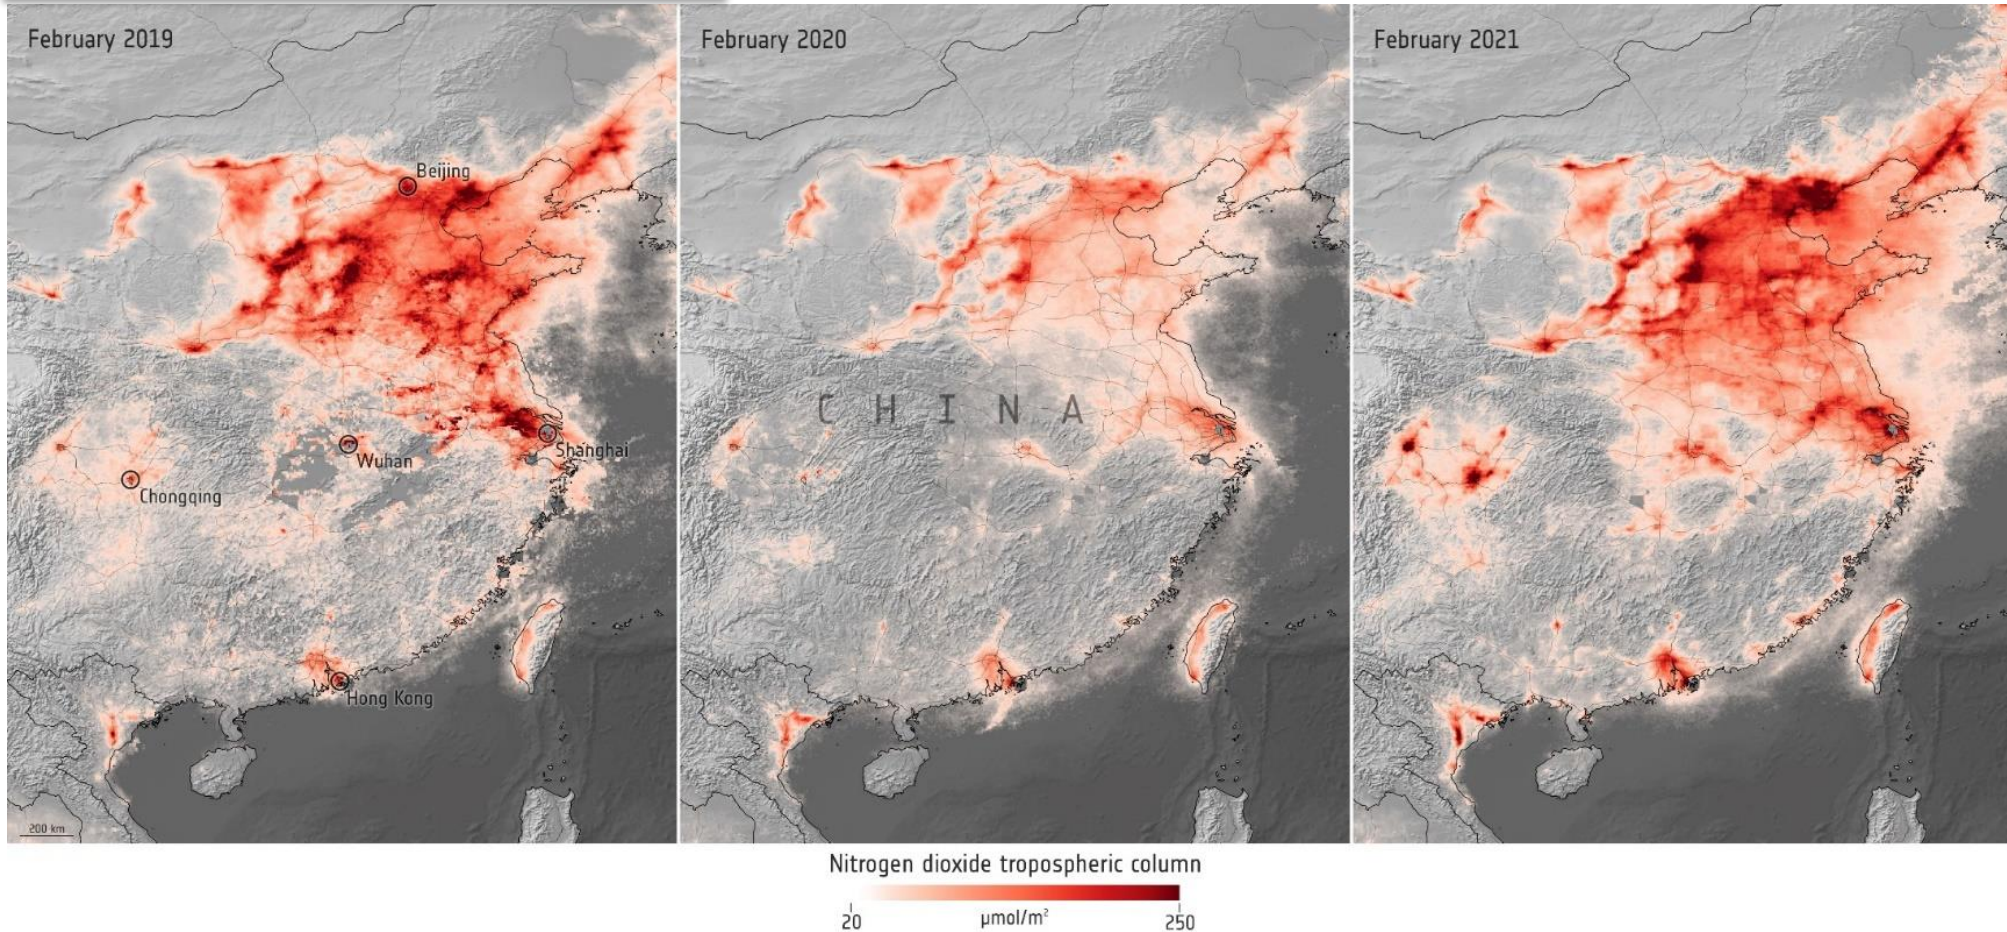 February 2019
February 2020
February 2021
Beijing
C H I N A
Shanghai
Wuhan
Chongqing
Hong Kong
200 km
Nitrogen dioxide tropospheric column
20
µmol/m²
250